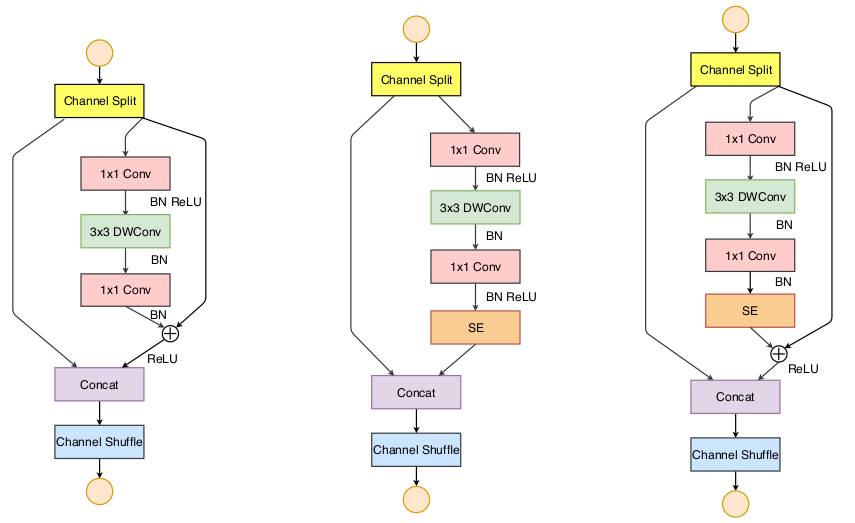 Channel Split
1x1 Conv
BN ReLU
3x3 DWConv
BN
1x1 Conv
BN
ReLU
Concat
Channel Shuffle
Channel Split
1x1 Conv
BN ReLU
3x3 DWConv
BN
1x1 Conv
BN ReLU
SE
Concat
Channel Shuffle
Channel Split
1x1 Conv
BN ReLU
3x3 DWConv
BN
1x1 Conv
BN
SE
ReLU
Concat
Channel Shuffle